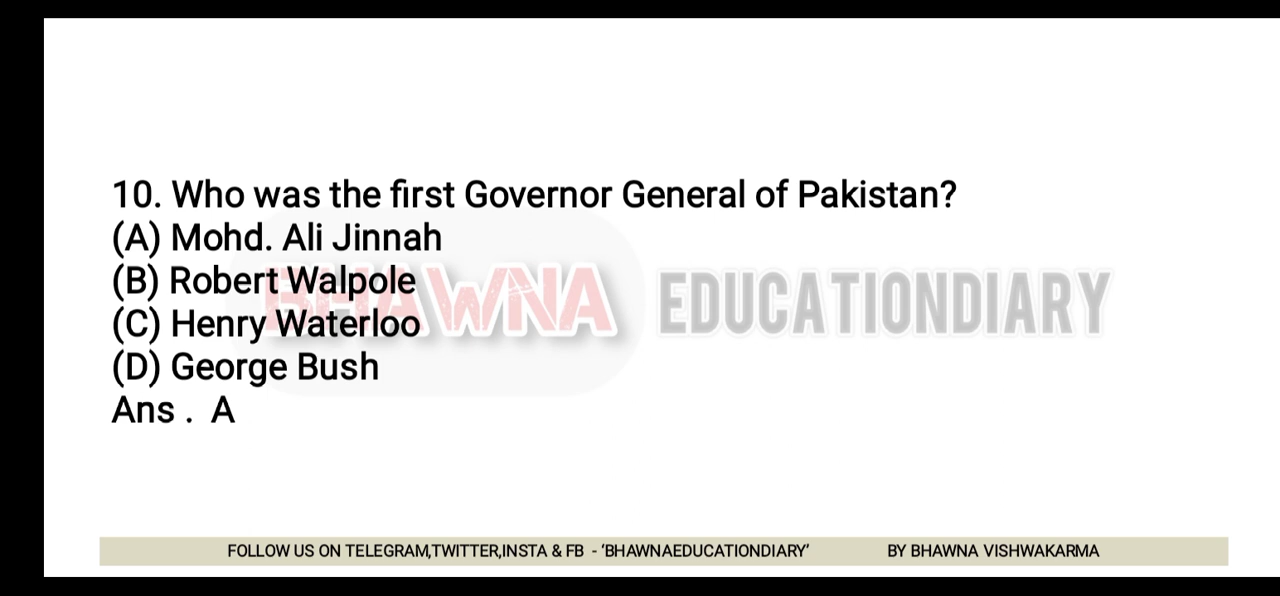 10. Who was the first Governor General of Pakistan?
(A) Mohd. Ali Jinnah
(B) Robert Walpole
(C) Henry Waterloo
(D) George Bush
Ans . A
BHAWNA EDUCATIONDIARY
FOLLOW US ON TELEGRAM,TWITTER,INSTA & FB - ‘BHAWNAEDUCATIONDIARY’ BY BHAWNA VISHWAKARMA